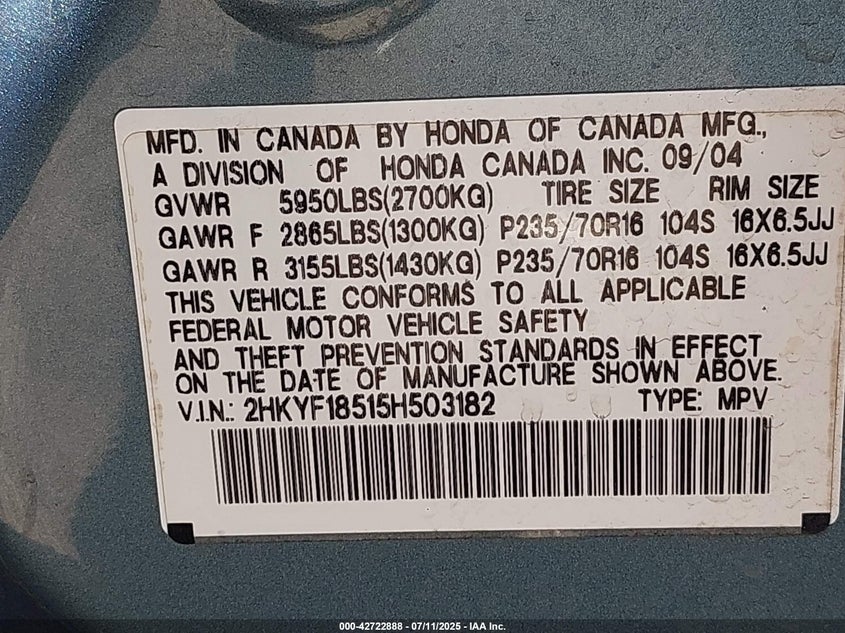 MFD. IN CANADA BY HONDA OF CANADA MFG.,
A DIVISION OF HONDA CANADA INC. 09/04
GVWR 5950LBS(2700KG) TIRE SIZE RIM SIZE
GAWR F 2865LBS(1300KG) P235/70R16 104S 16X6.5JJ
GAWR R 3155LBS(1430KG) P235/70R16 104S 16X6.5JJ
THIS VEHICLE CONFORMS TO ALL APPLICABLE
FEDERAL MOTOR VEHICLE SAFETY
AND THEFT PREVENTION STANDARDS IN EFFECT
ON THE DATE OF MANUFACTURE SHOWN ABOVE.
V.I.N.: 2HKYF18515H503182 TYPE: MPV
000-42722888 - 07/11/2025 - IAA Inc.